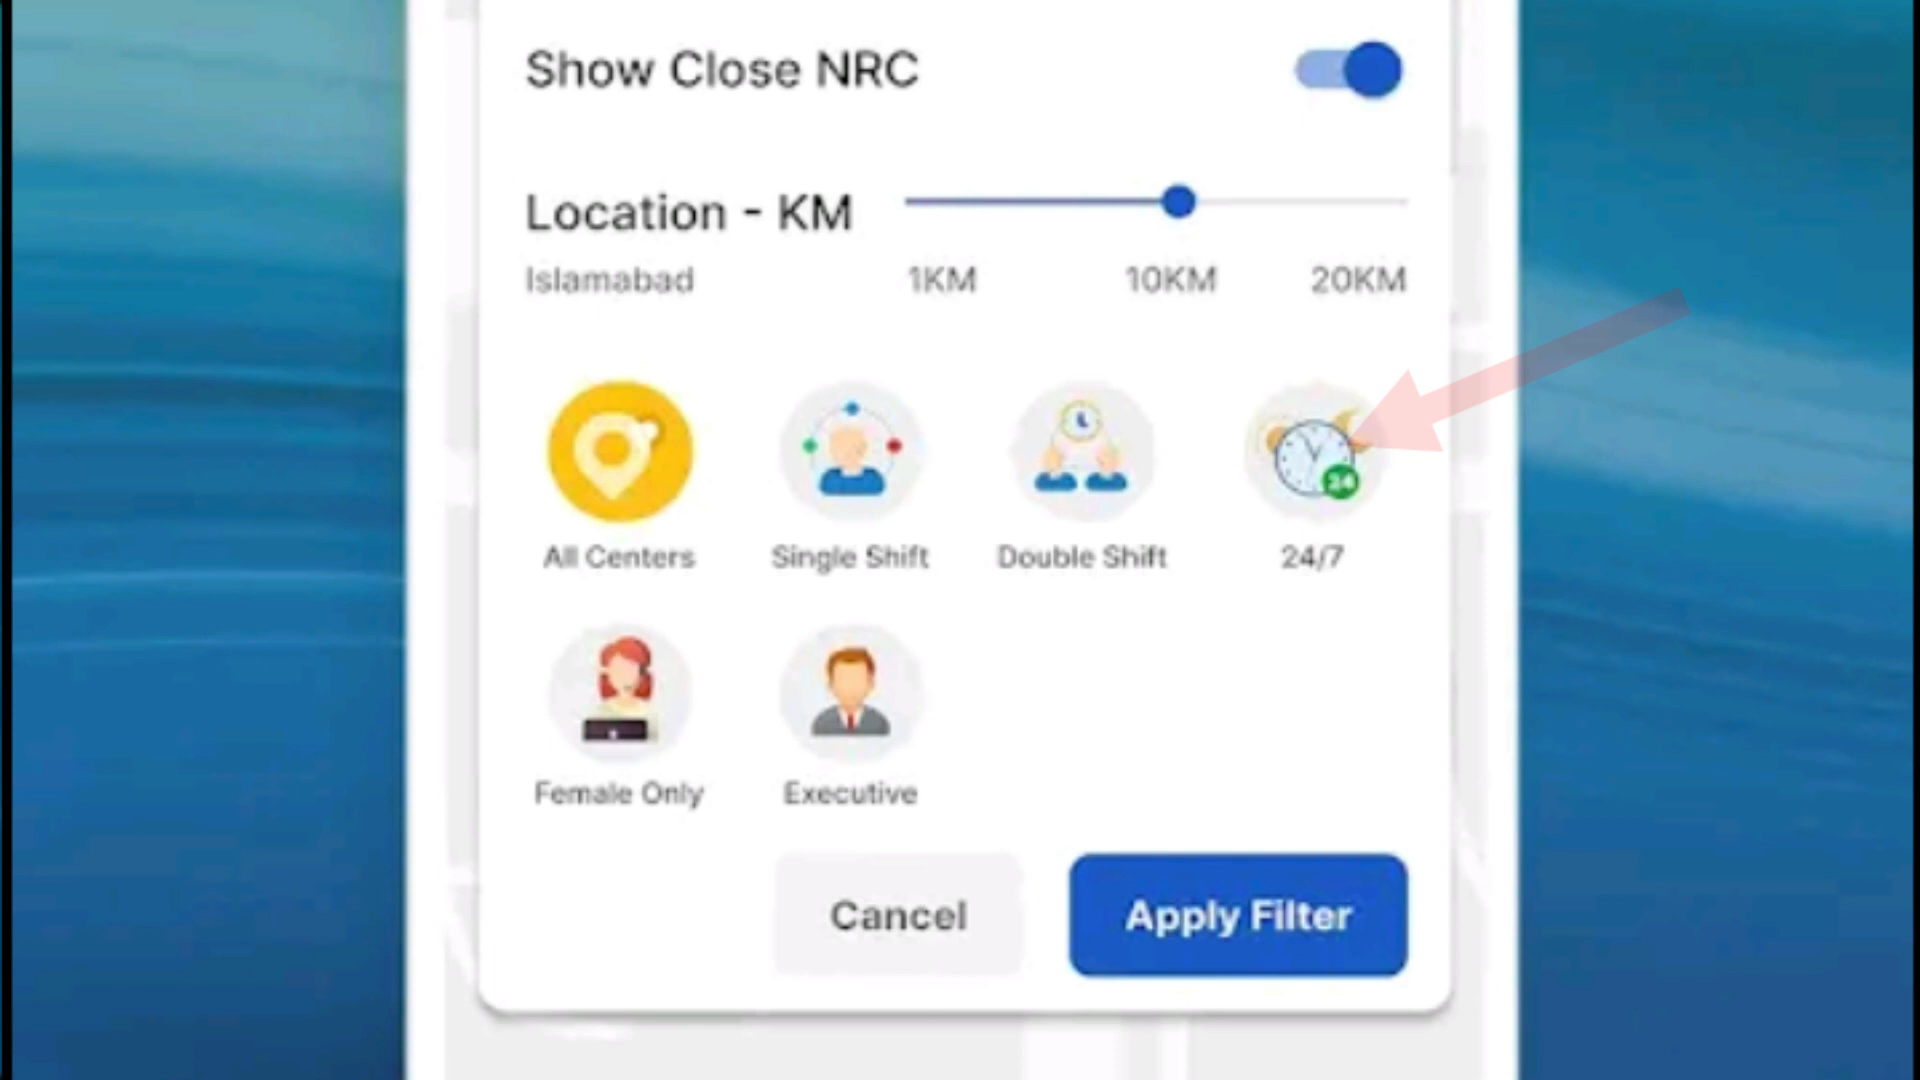 Show Close NRC
Location - KM
Islamabad
1KM 10KM 20KM
24
All Centers Single Shift Double Shift 24/7
Female Only Executive
Cancel Apply Filter